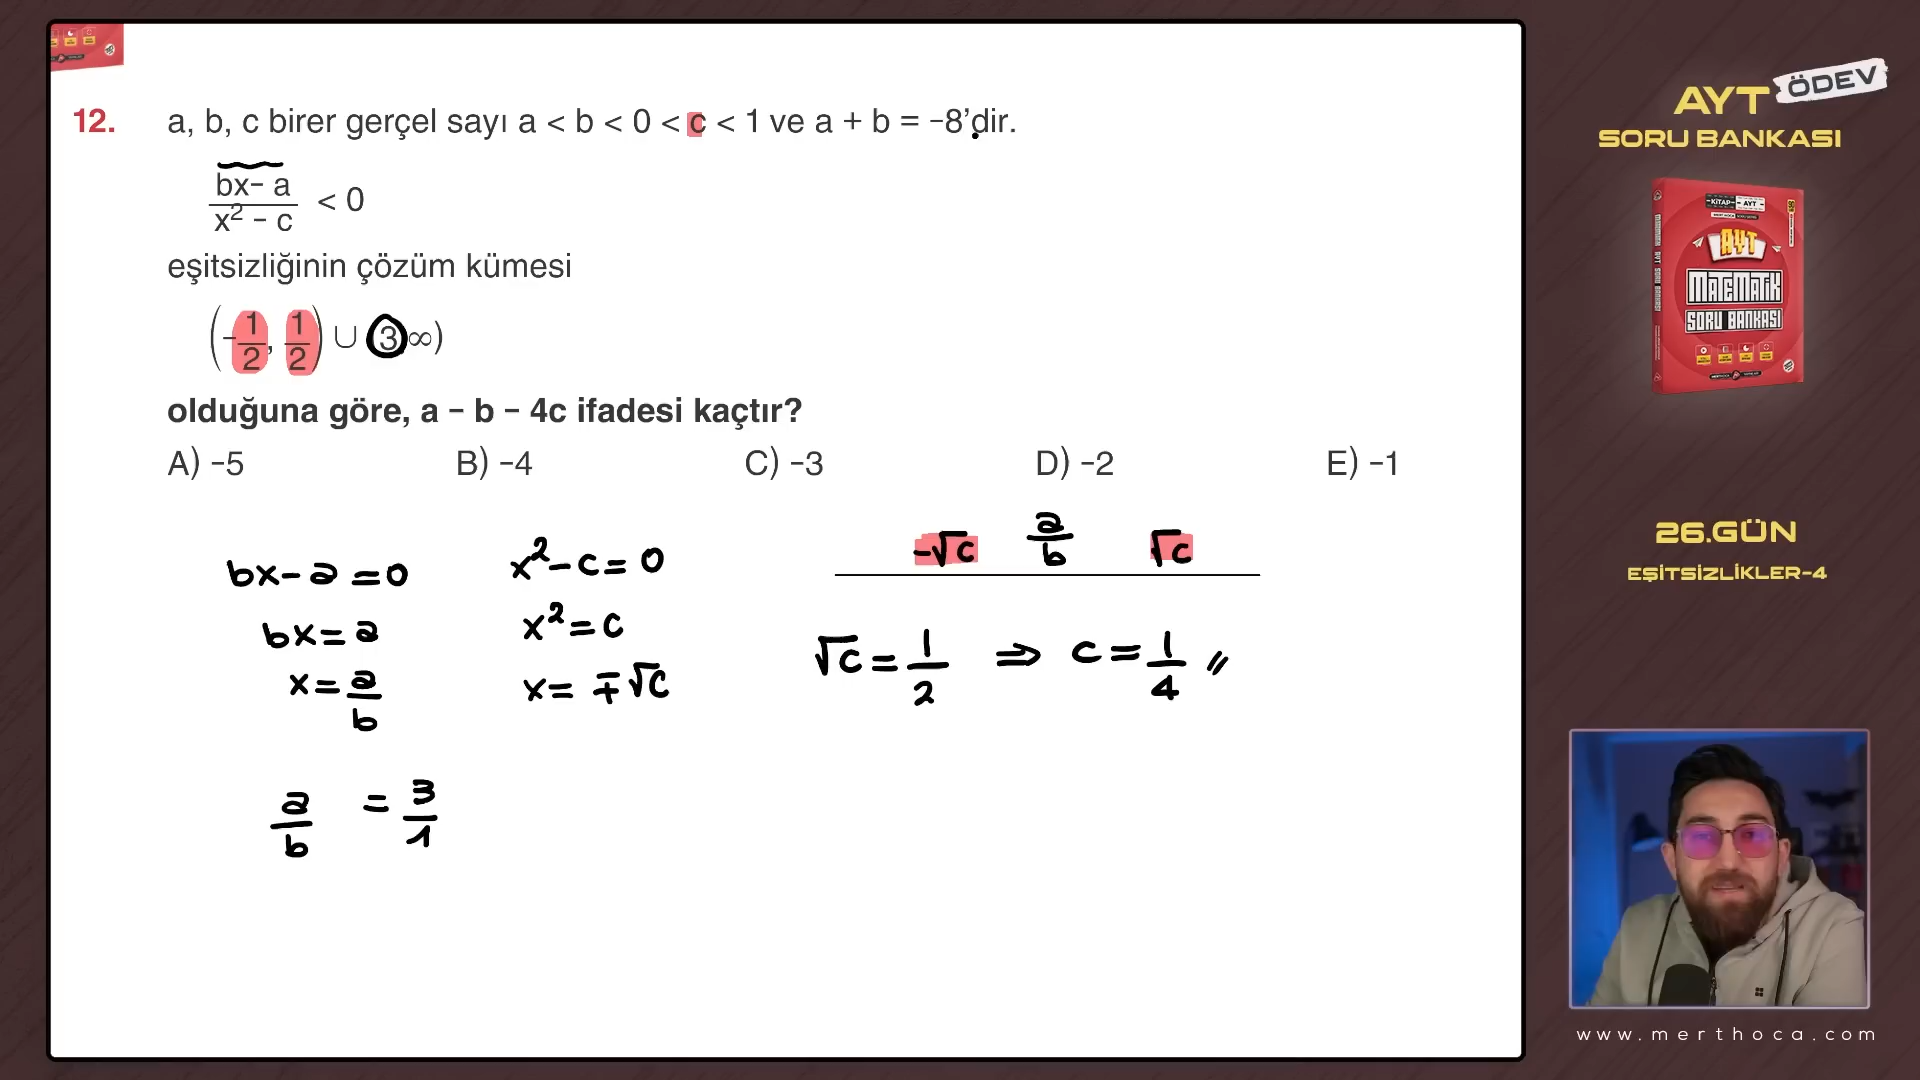 12. a, b, c birer gerçel sayı a < b < 0 < c < 1 ve a + b = -8'dir.
bx- a
x² - c
< 0
eşitsizliğinin çözüm kümesi
(-1/2, 1/2) ∪ (3, ∞)
olduğuna göre, a - b - 4c ifadesi kaçtır?
A) -5 B) -4 C) -3 D) -2 E) -1
bx-a=0
bx=a
x=a/b
a/b = 3/1
x²-c=0
x²=c
x=∓√c
-√c a/b √c
√c=1/2 ⇒ c=1/4 //
AYT ÖDEV
SORU BANKASI
KİTAP AYT
AYT
MATEMATİK
SORU BANKASI
26.GÜN
EŞİTSİZLİKLER-4
www.merthoca.com